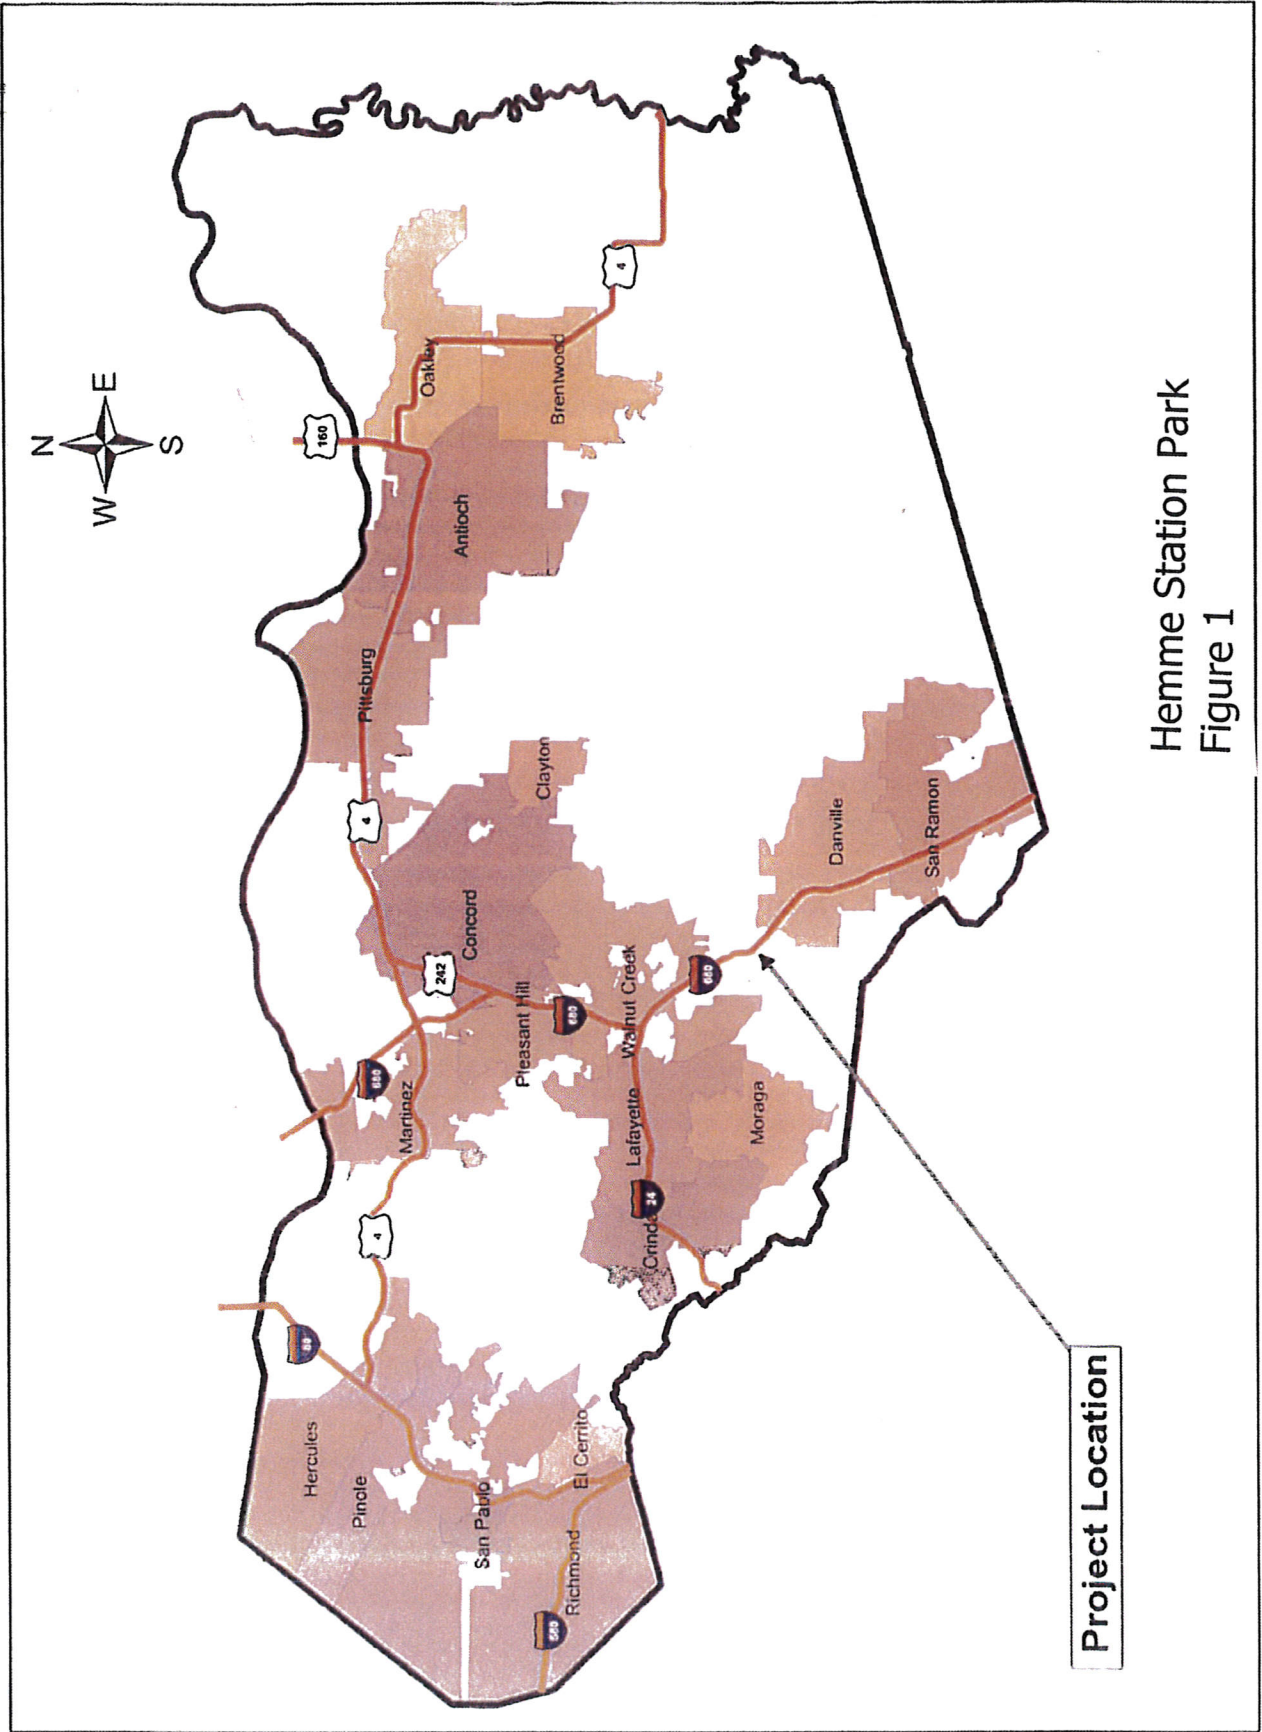 N
W
E
S
160
4
Oakley
Brentwood
Antioch
Pittsburg
4
Clayton
Concord
242
Pleasant Hill
680
Martinez
680
Walnut Creek
680
Danville
San Ramon
Lafayette
24
Orinda
Moraga
4
80
Hercules
Pinole
San Pablo
El Cerrito
Richmond
580
Project Location
Hemme Station Park
Figure 1